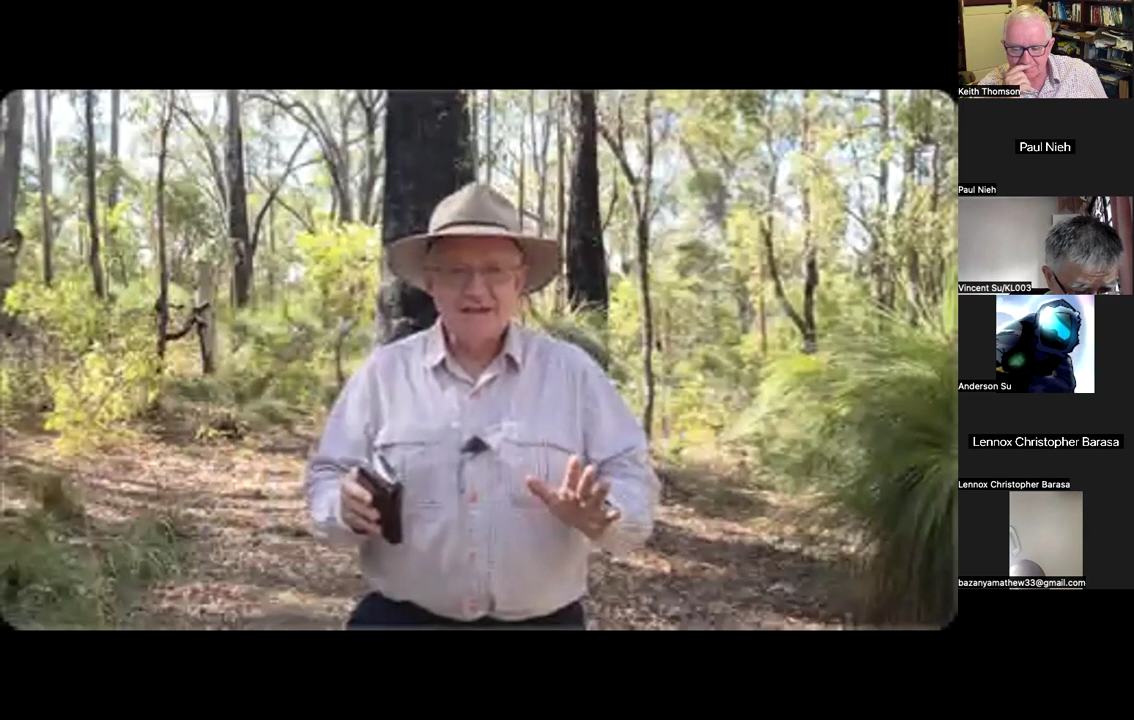 Keith Thomson
Paul Nieh
Paul Nieh
Vincent Su/KL003
Anderson Su
Lennox Christopher Barasa
Lennox Christopher Barasa
bazanyamathew33@gmail.com